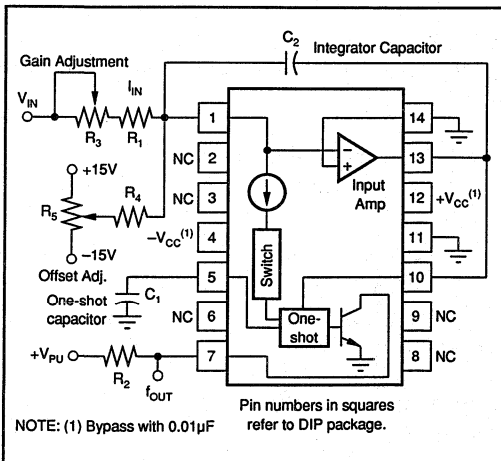 C2
Integrator Capacitor
Gain Adjustment
VIN
IIN
R3
R1
1
14
NC
2
13
+15V
Input
Amp
NC
3
12
+VCC(1)
R5
R4
–VCC(1)
4
11
–15V
Offset Adj.
Switch
5
10
One-shot
capacitor
C1
NC
6
One-
shot
9
NC
+VPU
R2
7
8
NC
fOUT
Pin numbers in squares
refer to DIP package.
NOTE: (1) Bypass with 0.01µF
– +